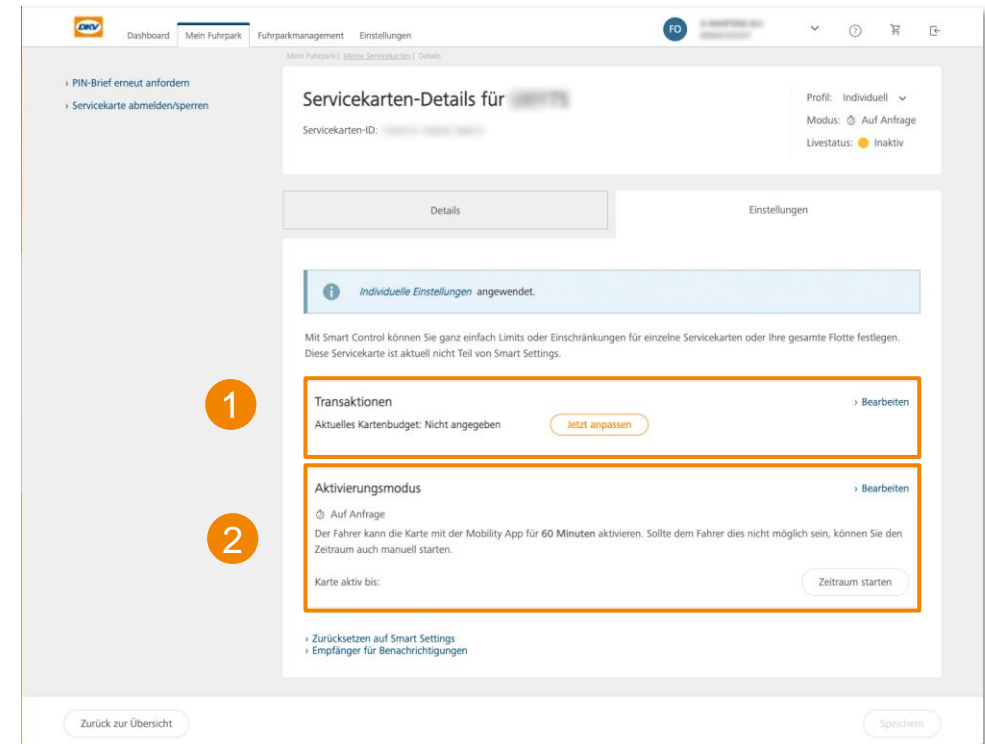 DKV
Dashboard Mein Fuhrpark Fuhrparkmanagement Einstellungen
FO
Mein Fuhrpark | Meine Servicekarten | Details
› PIN-Brief erneut anfordern
› Servicekarte abmelden/sperren
Servicekarten-Details für
Servicekarten-ID:
Profil: Individuell
Modus: Auf Anfrage
Livestatus: Inaktiv
Details
Einstellungen
Individuelle Einstellungen angewendet.
Mit Smart Control können Sie ganz einfach Limits oder Einschränkungen für einzelne Servicekarten oder Ihre gesamte Flotte festlegen.
Diese Servicekarte ist aktuell nicht Teil von Smart Settings.
1
Transaktionen
› Bearbeiten
Aktuelles Kartenbudget: Nicht angegeben
Jetzt anpassen
2
Aktivierungsmodus
› Bearbeiten
Auf Anfrage
Der Fahrer kann die Karte mit der Mobility App für 60 Minuten aktivieren. Sollte dem Fahrer dies nicht möglich sein, können Sie den
Zeitraum auch manuell starten.
Karte aktiv bis:
Zeitraum starten
› Zurücksetzen auf Smart Settings
› Empfänger für Benachrichtigungen
Zurück zur Übersicht
Speichern